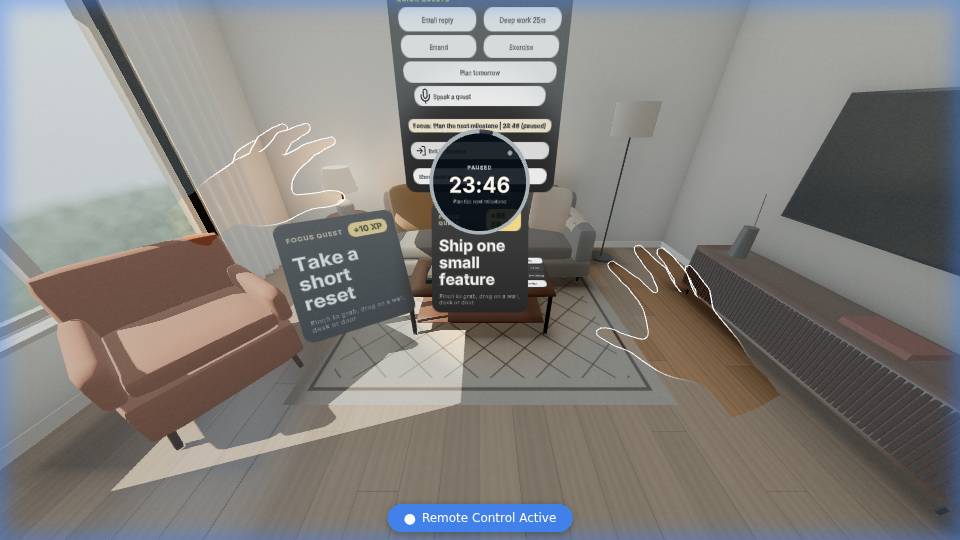 Email reply
Deep work 25m
Errand
Exercise
Plan tomorrow
Speak a quest
Focus: Plan the next milestone | 23:46 (paused)
PAUSED
23:46
Plan the next milestone
FOCUS QUEST
+10 XP
Take a
short
reset
Pinch to grab, drag on a wall,
desk or door.
Ship one
small
feature
Pinch to grab, drag on a wall,
desk or door.
Remote Control Active